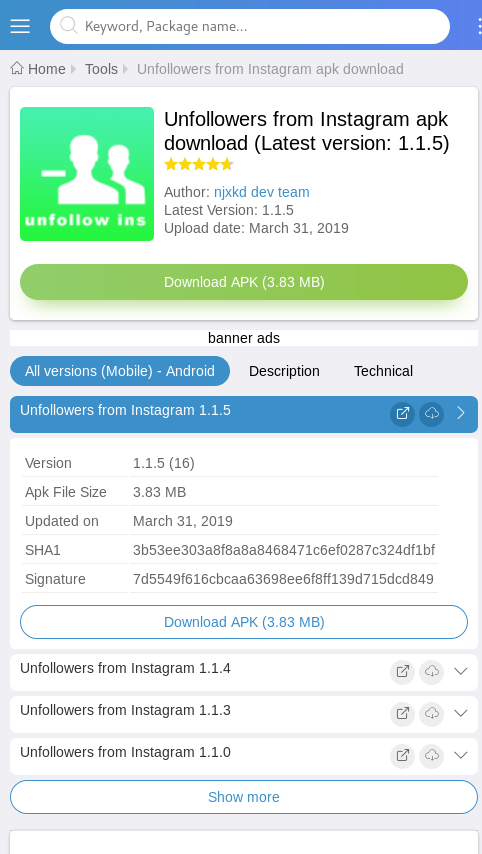 Keyword, Package name...
Home Tools Unfollowers from Instagram apk download
unfollow ins
Unfollowers from Instagram apk
download (Latest version: 1.1.5)
Author: njxkd dev team
Latest Version: 1.1.5
Upload date: March 31, 2019
Download APK (3.83 MB)
banner ads
All versions (Mobile) - Android Description Technical
Unfollowers from Instagram 1.1.5
Version 1.1.5 (16)
Apk File Size 3.83 MB
Updated on March 31, 2019
SHA1 3b53ee303a8f8a8a8468471c6ef0287c324df1bf
Signature 7d5549f616cbcaa63698ee6f8ff139d715dcd849
Download APK (3.83 MB)
Unfollowers from Instagram 1.1.4
Unfollowers from Instagram 1.1.3
Unfollowers from Instagram 1.1.0
Show more